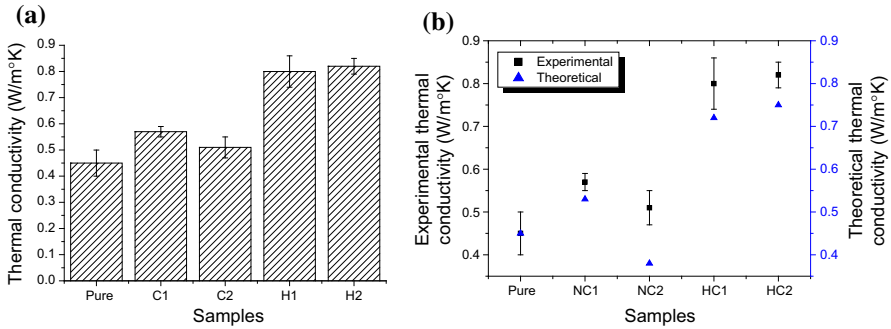 (a)
Thermal conductivity (W/m°K)
0.9
0.8
0.7
0.6
0.5
0.4
0.3
0.2
0.1
0.0
Pure C1 C2 H1 H2
Samples
(b)
Experimental thermal
conductivity (W/m°K)
0.9
0.8
0.7
0.6
0.5
0.4
Experimental
Theoretical
Pure NC1 NC2 HC1 HC2
Samples
0.9
0.8
0.7
0.6
0.5
0.4
Theoretical thermal
conductivity (W/m°K)